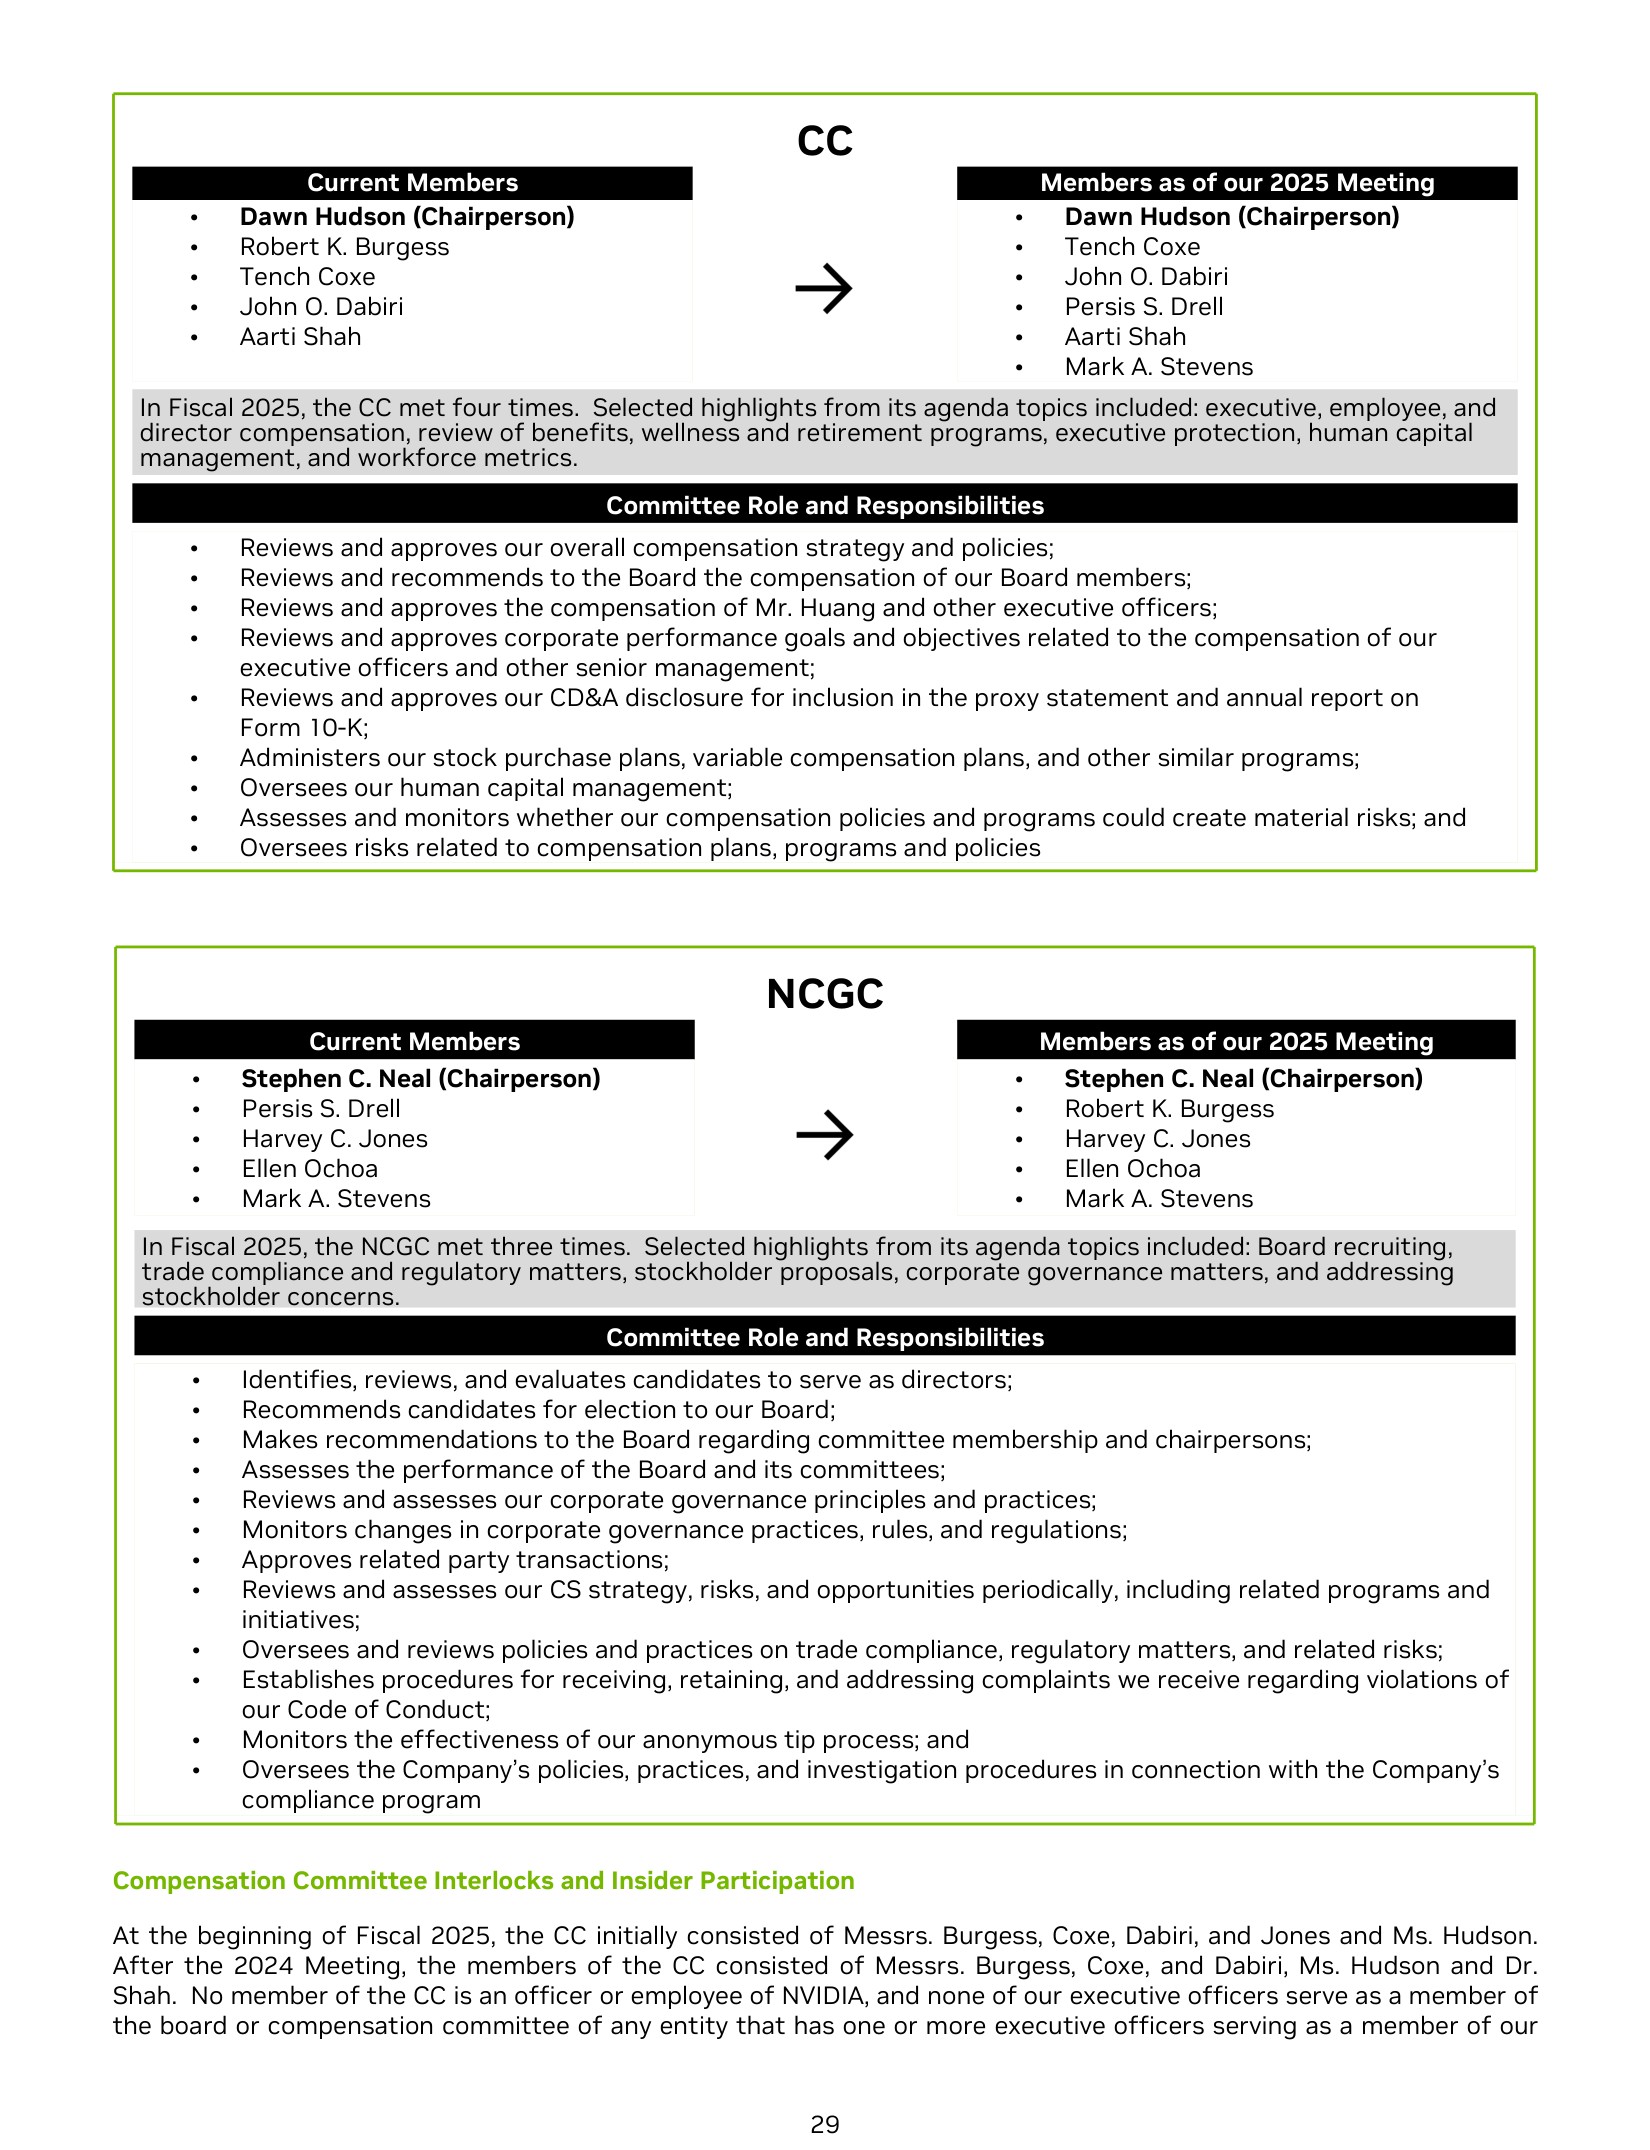 CC
Current Members
• Dawn Hudson (Chairperson)
• Robert K. Burgess
• Tench Coxe
• John O. Dabiri
• Aarti Shah
Members as of our 2025 Meeting
• Dawn Hudson (Chairperson)
• Tench Coxe
• John O. Dabiri
• Persis S. Drell
• Aarti Shah
• Mark A. Stevens
In Fiscal 2025, the CC met four times.  Selected highlights from its agenda topics included: executive, employee, and
director compensation, review of benefits, wellness and retirement programs, executive protection, human capital
management, and workforce metrics.
Committee Role and Responsibilities
• Reviews and approves our overall compensation strategy and policies;
• Reviews and recommends to the Board the compensation of our Board members;
• Reviews and approves the compensation of Mr. Huang and other executive officers;
• Reviews and approves corporate performance goals and objectives related to the compensation of our
executive officers and other senior management;
• Reviews and approves our CD&A disclosure for inclusion in the proxy statement and annual report on
Form 10-K;
• Administers our stock purchase plans, variable compensation plans, and other similar programs;
• Oversees our human capital management;
• Assesses and monitors whether our compensation policies and programs could create material risks; and
• Oversees risks related to compensation plans, programs and policies
NCGC
Current Members
• Stephen C. Neal (Chairperson)
• Persis S. Drell
• Harvey C. Jones
• Ellen Ochoa
• Mark A. Stevens
Members as of our 2025 Meeting
• Stephen C. Neal (Chairperson)
• Robert K. Burgess
• Harvey C. Jones
• Ellen Ochoa
• Mark A. Stevens
In Fiscal 2025, the NCGC met three times.  Selected highlights from its agenda topics included: Board recruiting,
trade compliance and regulatory matters, stockholder proposals, corporate governance matters, and addressing
stockholder concerns.
Committee Role and Responsibilities
• Identifies, reviews, and evaluates candidates to serve as directors;
• Recommends candidates for election to our Board;
• Makes recommendations to the Board regarding committee membership and chairpersons;
• Assesses the performance of the Board and its committees;
• Reviews and assesses our corporate governance principles and practices;
• Monitors changes in corporate governance practices, rules, and regulations;
• Approves related party transactions;
• Reviews and assesses our CS strategy, risks, and opportunities periodically, including related programs and
initiatives;
• Oversees and reviews policies and practices on trade compliance, regulatory matters, and related risks;
• Establishes procedures for receiving, retaining, and addressing complaints we receive regarding violations of
our Code of Conduct;
• Monitors the effectiveness of our anonymous tip process; and
• Oversees the Company’s policies, practices, and investigation procedures in connection with the Company’s
compliance program
Compensation Committee Interlocks and Insider Participation
At the beginning of Fiscal 2025, the CC initially consisted of Messrs. Burgess, Coxe, Dabiri, and Jones and Ms. Hudson.
After the 2024 Meeting, the members of the CC consisted of Messrs. Burgess, Coxe, and Dabiri, Ms. Hudson and Dr.
Shah.  No member of the CC is an officer or employee of NVIDIA, and none of our executive officers serve as a member of
the board or compensation committee of any entity that has one or more executive officers serving as a member of our
29